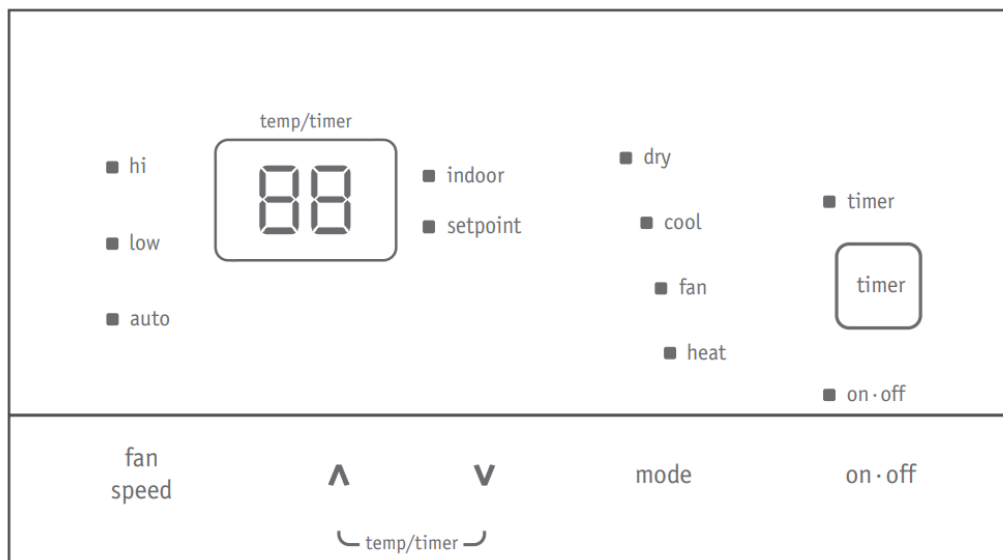 temp/timer
hi
88
indoor
dry
setpoint
timer
low
cool
timer
auto
fan
heat
on·off
fan
speed
∧
∨
mode
on·off
temp/timer